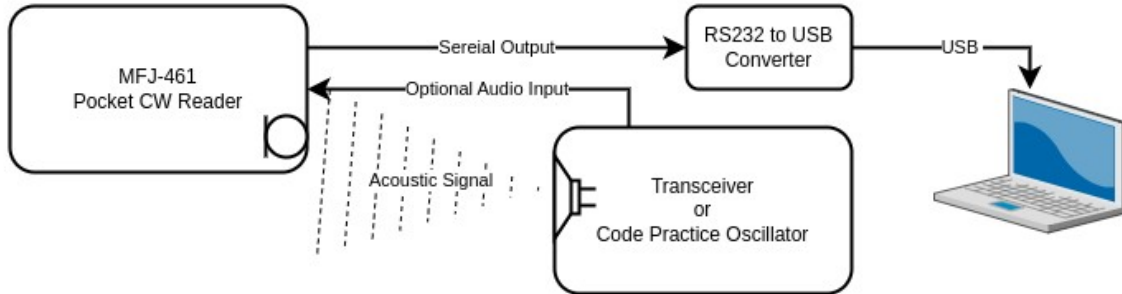 MFJ-461
Pocket CW Reader
Sereial Output
RS232 to USB
Converter
USB
Optional Audio Input
Acoustic Signal
Transceiver
or
Code Practice Oscillator